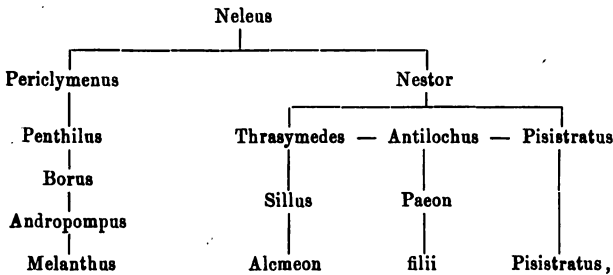 Neleus
Periclymenus Nestor
Penthilus Thrasymedes — Antilochus — Pisistratus
Borus
Sillus Paeon
Andropompus
Melanthus Alcmeon filii Pisistratus,